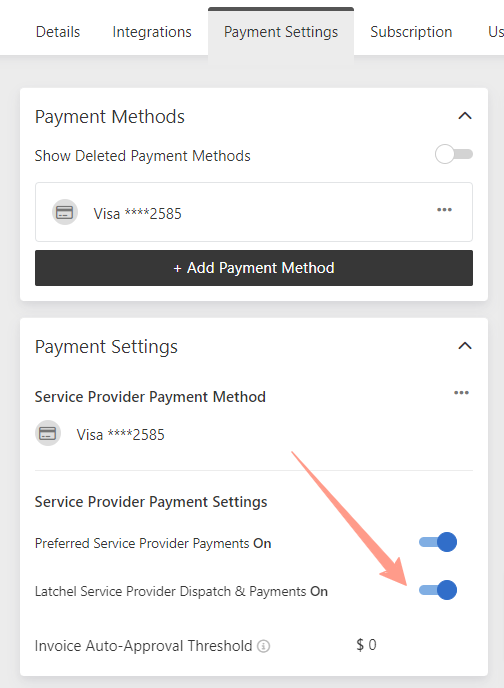 Details Integrations Payment Settings Subscription Us
Payment Methods
Show Deleted Payment Methods
Visa ****2585
+ Add Payment Method
Payment Settings
Service Provider Payment Method
Visa ****2585
Service Provider Payment Settings
Preferred Service Provider Payments On
Latchel Service Provider Dispatch & Payments On
Invoice Auto-Approval Threshold $ 0